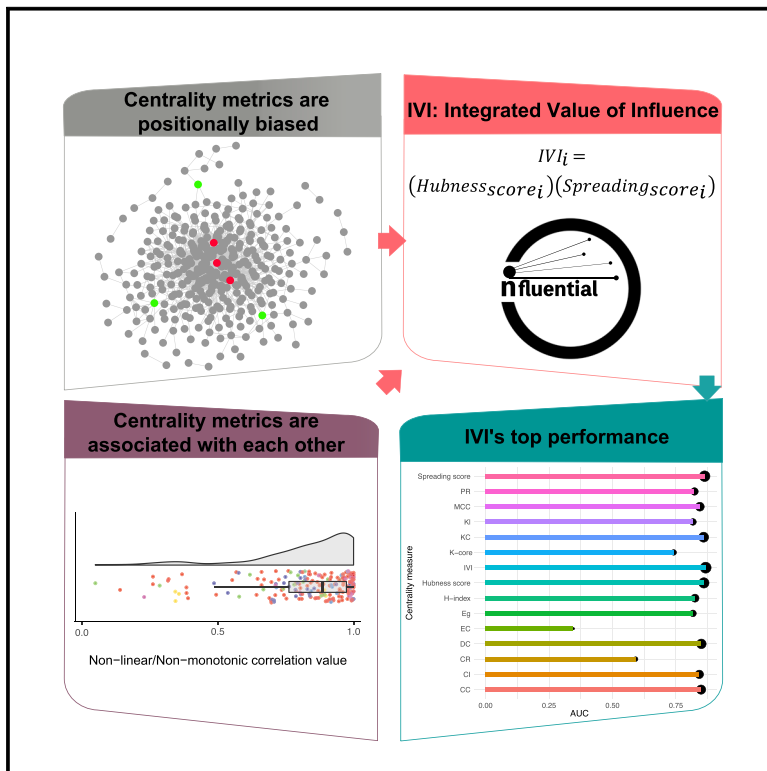 Centrality metrics are
positionally biased
IVI: Integrated Value of Influence
IVIi =
(Hubnessscorei)(Spreadingscorei)
nfluential
Centrality metrics are
associated with each other
0.0
0.5
1.0
Non−linear/Non−monotonic correlation value
IVI's top performance
Centrality measure
Spreading score
PR
MCC
KI
KC
K−core
IVI
Hubness score
H−index
Eg
EC
DC
CR
CI
CC
0.00
0.25
0.50
0.75
AUC